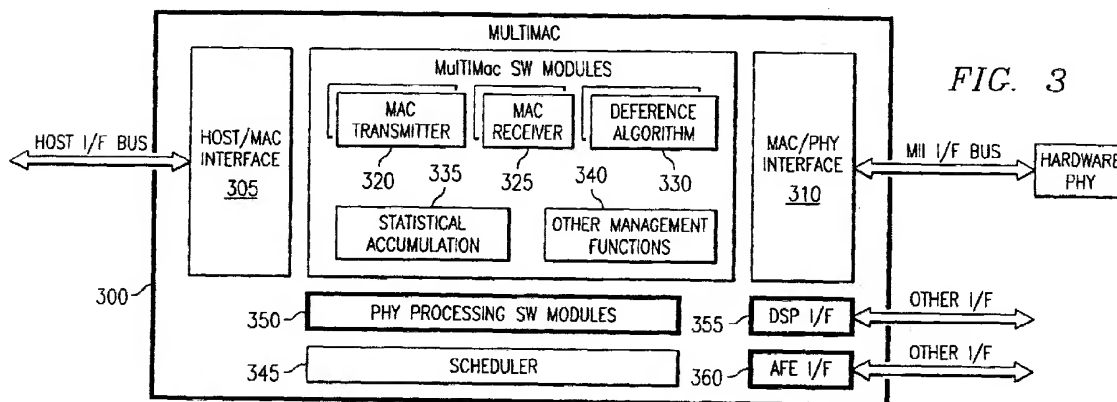 MULTIMAC
MulTIMac SW MODULES
FIG. 3
MAC
TRANSMITTER
MAC
RECEIVER
DEFERENCE
ALGORITHM
HOST I/F BUS
HOST/MAC
INTERFACE
305
MAC/PHY
INTERFACE
310
MII I/F BUS
HARDWARE
PHY
320
335
325
340
330
STATISTICAL
ACCUMULATION
OTHER MANAGEMENT
FUNCTIONS
300
350
PHY PROCESSING SW MODULES
355
DSP I/F
OTHER I/F
345
SCHEDULER
360
AFE I/F
OTHER I/F